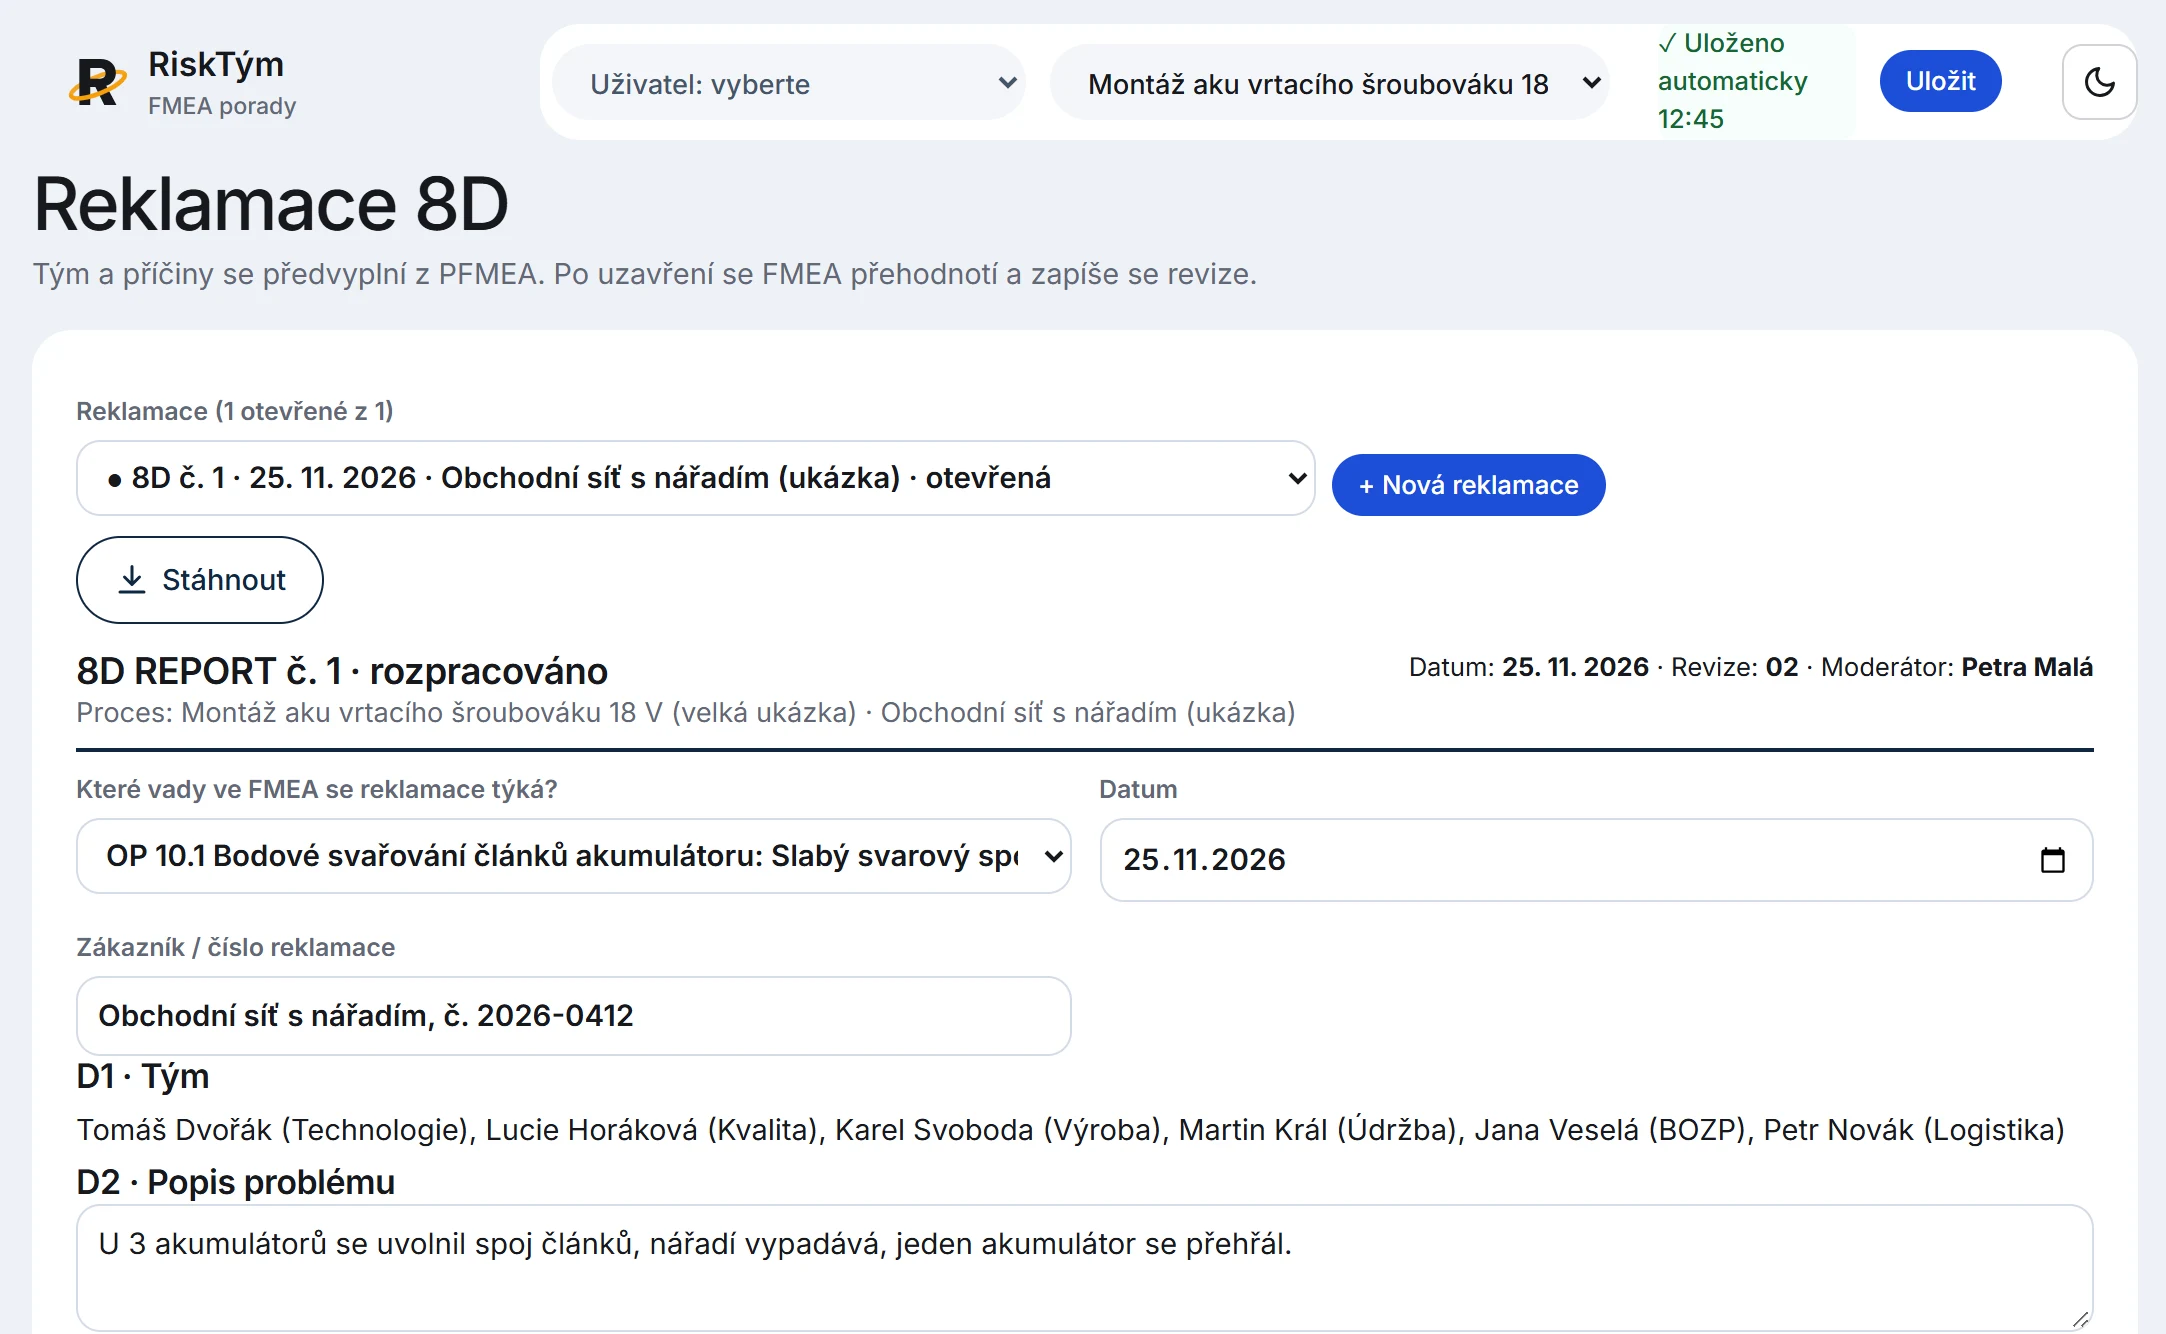 RiskTým
FMEA porady
Uživatel: vyberte
Montáž aku vrtacího šroubováku 18
✓ Uloženo
automaticky
12:45
Uložit
Reklamace 8D
Tým a příčiny se předvyplní z PFMEA. Po uzavření se FMEA přehodnotí a zapíše se revize.
Reklamace (1 otevřené z 1)
● 8D č. 1 · 25. 11. 2026 · Obchodní síť s nářadím (ukázka) · otevřená
+ Nová reklamace
Stáhnout
8D REPORT č. 1 · rozpracováno
Datum: 25. 11. 2026 · Revize: 02 · Moderátor: Petra Malá
Proces: Montáž aku vrtacího šroubováku 18 V (velká ukázka) · Obchodní síť s nářadím (ukázka)
Které vady ve FMEA se reklamace týká?
Datum
OP 10.1 Bodové svařování článků akumulátoru: Slabý svarový
25.11.2026
Zákazník / číslo reklamace
Obchodní síť s nářadím, č. 2026-0412
D1 · Tým
Tomáš Dvořák (Technologie), Lucie Horáková (Kvalita), Karel Svoboda (Výroba), Martin Král (Údržba), Jana Veselá (BOZP), Petr Novák (Logistika)
D2 · Popis problému
U 3 akumulátorů se uvolnil spoj článků, nářadí vypadává, jeden akumulátor se přehřál.